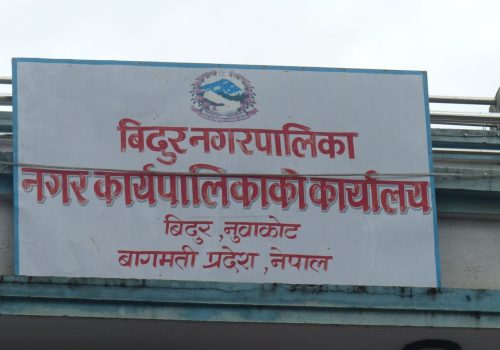 बिदुर नगरपालिका
नगर कार्यपालिकाको कार्यालय
बिदुर ,नुवाकोट
बागमती प्रदेश ,नेपाल